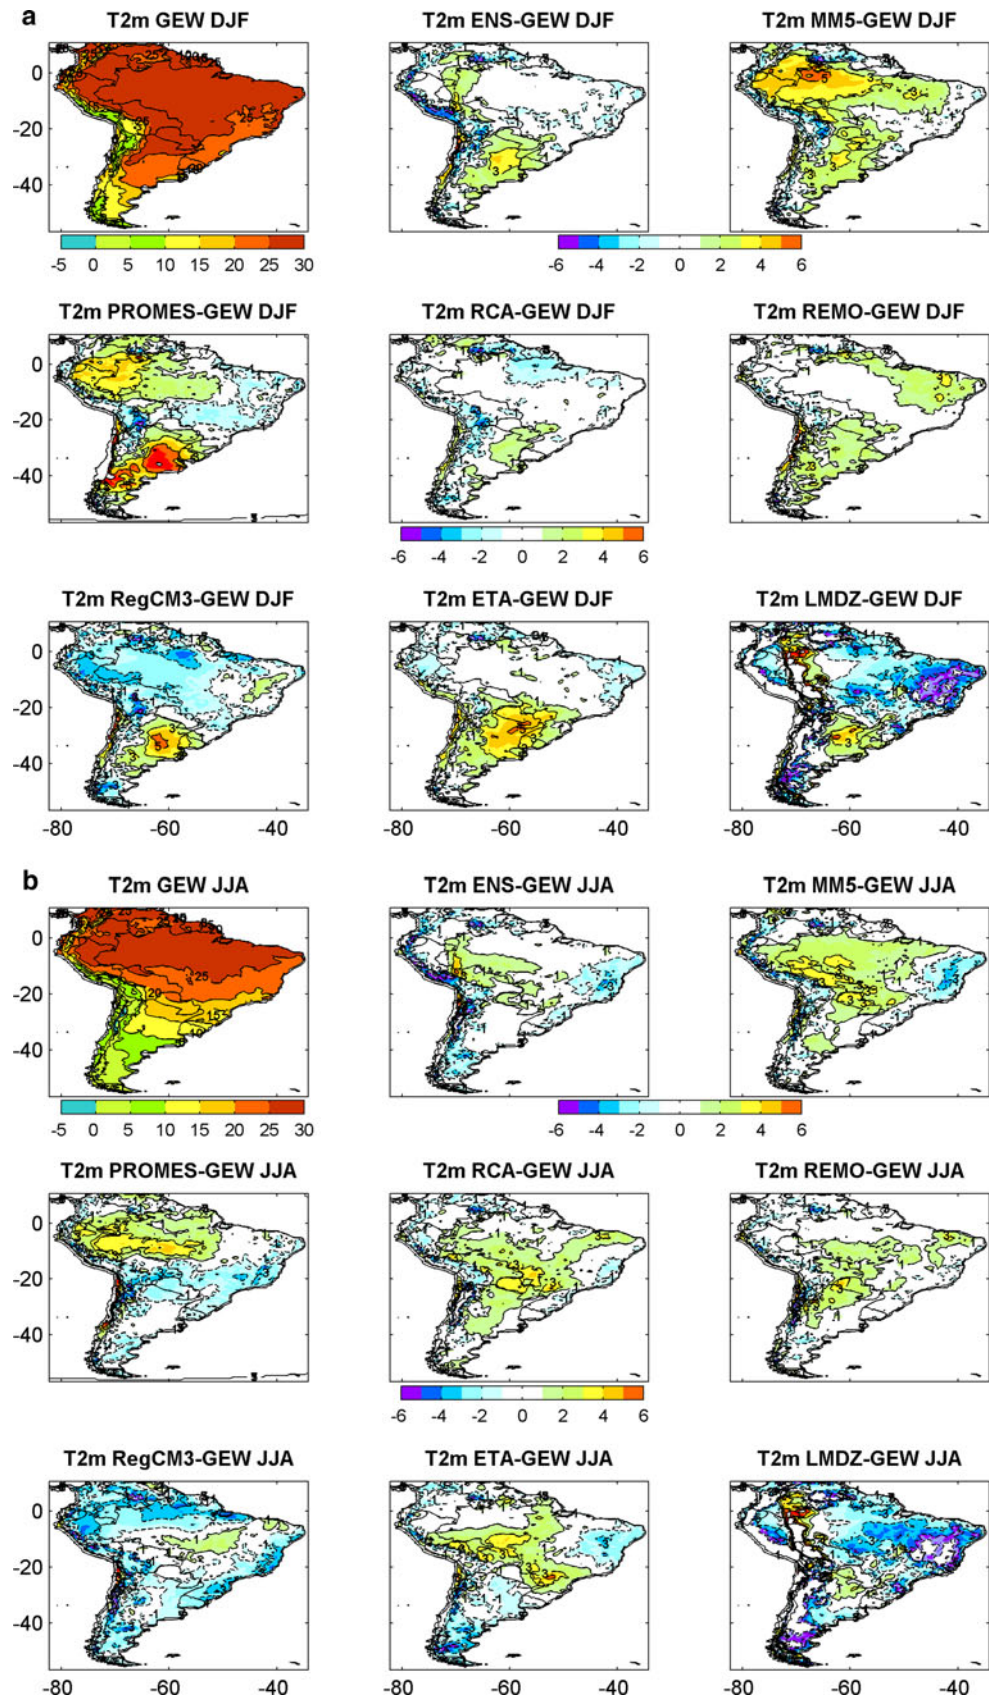 a
T2m GEW DJF T2m ENS-GEW DJF T2m MM5-GEW DJF
0
-20
-40
-5 0 5 10 15 20 25 30
-6 -4 -2 0 2 4 6
T2m PROMES-GEW DJF T2m RCA-GEW DJF T2m REMO-GEW DJF
0
-20
-40
-6 -4 -2 0 2 4 6
T2m RegCM3-GEW DJF T2m ETA-GEW DJF T2m LMDZ-GEW DJF
0
-20
-40
-80 -60 -40 -80 -60 -40 -80 -60 -40
b
T2m GEW JJA T2m ENS-GEW JJA T2m MM5-GEW JJA
0
-20
-40
-5 0 5 10 15 20 25 30
-6 -4 -2 0 2 4 6
T2m PROMES-GEW JJA T2m RCA-GEW JJA T2m REMO-GEW JJA
0
-20
-40
-6 -4 -2 0 2 4 6
T2m RegCM3-GEW JJA T2m ETA-GEW JJA T2m LMDZ-GEW JJA
0
-20
-40
-80 -60 -40 -80 -60 -40 -80 -60 -40